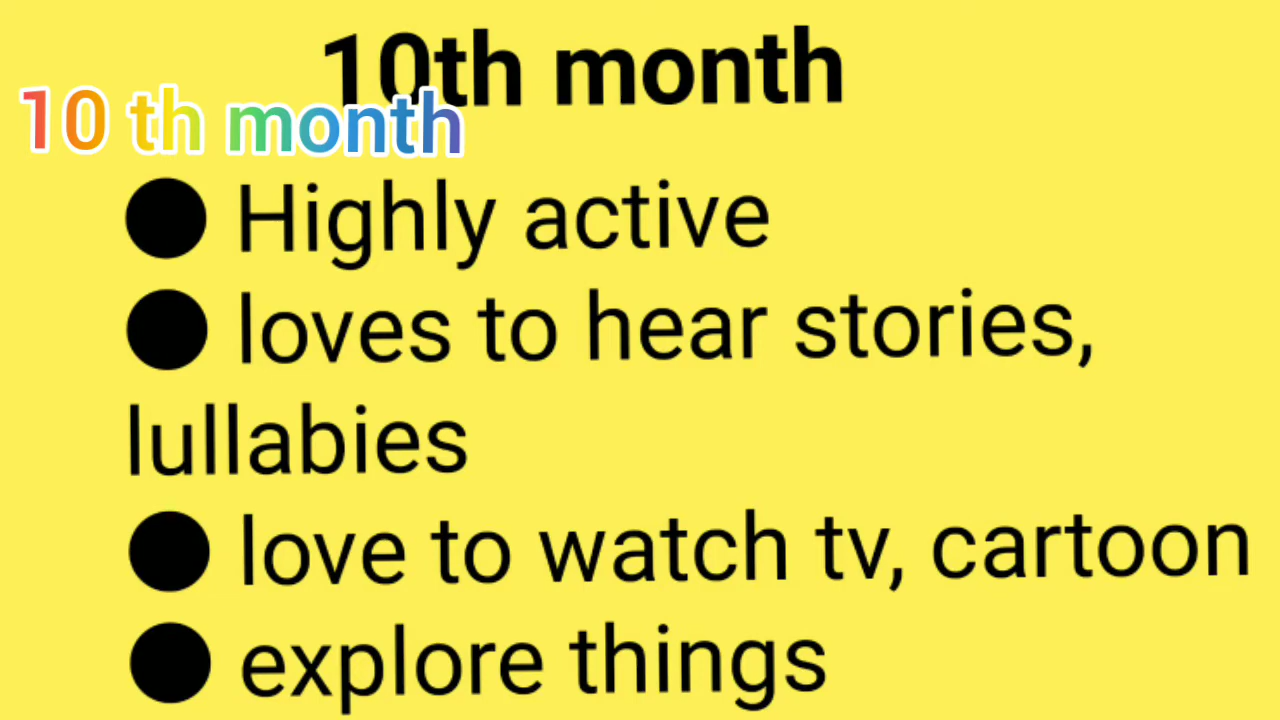 10th month
10 th month
● Highly active
● loves to hear stories,
lullabies
● love to watch tv, cartoon
● explore things